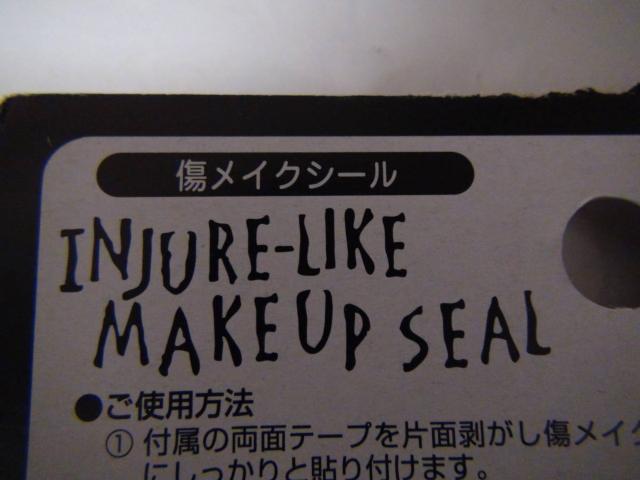 傷メイクシール
INJURE-LIKE
MAKEUP SEAL
●ご使用方法
① 付属の両面テープを片面剥がし傷メイク
にしっかりと貼り付けます。